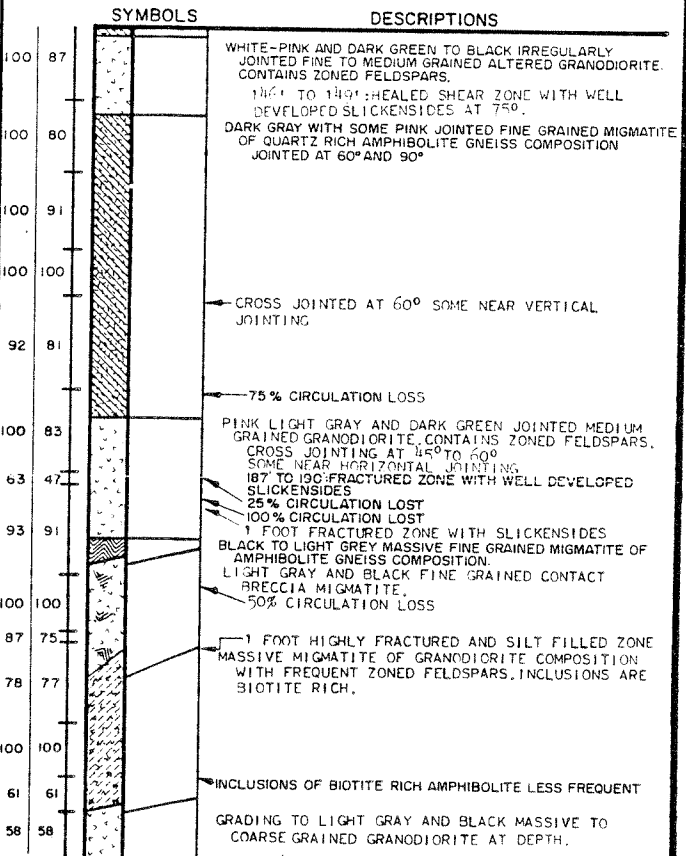 SYMBOLS DESCRIPTIONS
100 87
WHITE-PINK AND DARK GREEN TO BLACK IRREGULARLY
JOINTED FINE TO MEDIUM GRAINED ALTERED GRANODIORITE.
CONTAINS ZONED FELDSPARS.
146' TO 149':HEALED SHEAR ZONE WITH WELL
DEVELOPED SLICKENSIDES AT 75°.
100 80
DARK GRAY WITH SOME PINK JOINTED FINE GRAINED MIGMATITE
OF QUARTZ RICH AMPHIBOLITE GNEISS COMPOSITION
JOINTED AT 60° AND 90°
100 91
100 100
CROSS JOINTED AT 60° SOME NEAR VERTICAL
JOINTING
92 81
75% CIRCULATION LOSS
100 83
PINK LIGHT GRAY AND DARK GREEN JOINTED MEDIUM
GRAINED GRANODIORITE. CONTAINS ZONED FELDSPARS.
CROSS JOINTING AT 45° TO 60°
SOME NEAR HORIZONTAL JOINTING
63 47
187' TO 190':FRACTURED ZONE WITH WELL DEVELOPED
SLICKENSIDES
25% CIRCULATION LOST
100% CIRCULATION LOST
93 91
1 FOOT FRACTURED ZONE WITH SLICKENSIDES
BLACK TO LIGHT GREY MASSIVE FINE GRAINED MIGMATITE OF
AMPHIBOLITE GNEISS COMPOSITION.
LIGHT GRAY AND BLACK FINE GRAINED CONTACT
BRECCIA MIGMATITE.
100 100
50% CIRCULATION LOSS
87 75
1 FOOT HIGHLY FRACTURED AND SILT FILLED ZONE
MASSIVE MIGMATITE OF GRANODIORITE COMPOSITION
WITH FREQUENT ZONED FELDSPARS. INCLUSIONS ARE
BIOTITE RICH.
78 77
100 100
61 61
INCLUSIONS OF BIOTITE RICH AMPHIBOLITE LESS FREQUENT
58 58
GRADING TO LIGHT GRAY AND BLACK MASSIVE TO
COARSE GRAINED GRANODIORITE AT DEPTH.